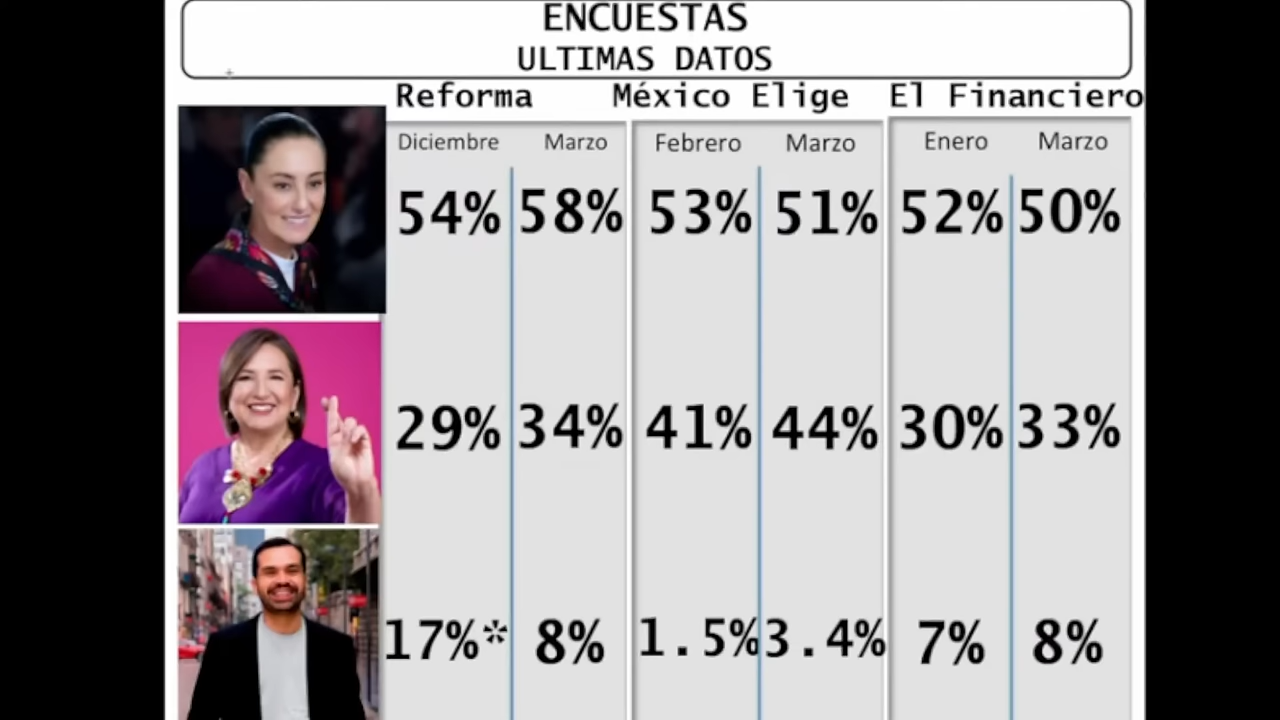 ENCUESTAS
ULTIMAS DATOS
Reforma México Elige El Financiero
Diciembre Marzo Febrero Marzo Enero Marzo
54% 58% 53% 51% 52% 50%
29% 34% 41% 44% 30% 33%
17%* 8% 1.5% 3.4% 7% 8%